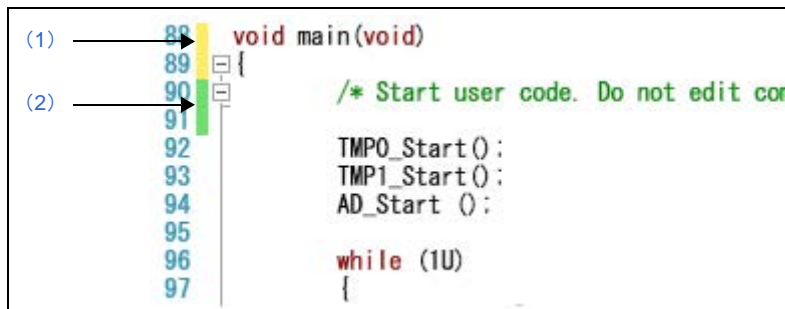 (1) 88 void main(void)
89 {
(2) 90 /* Start user code. Do not edit com
91
92 TMP0_Start();
93 TMP1_Start();
94 AD_Start ();
95
96 while (1U)
97 {